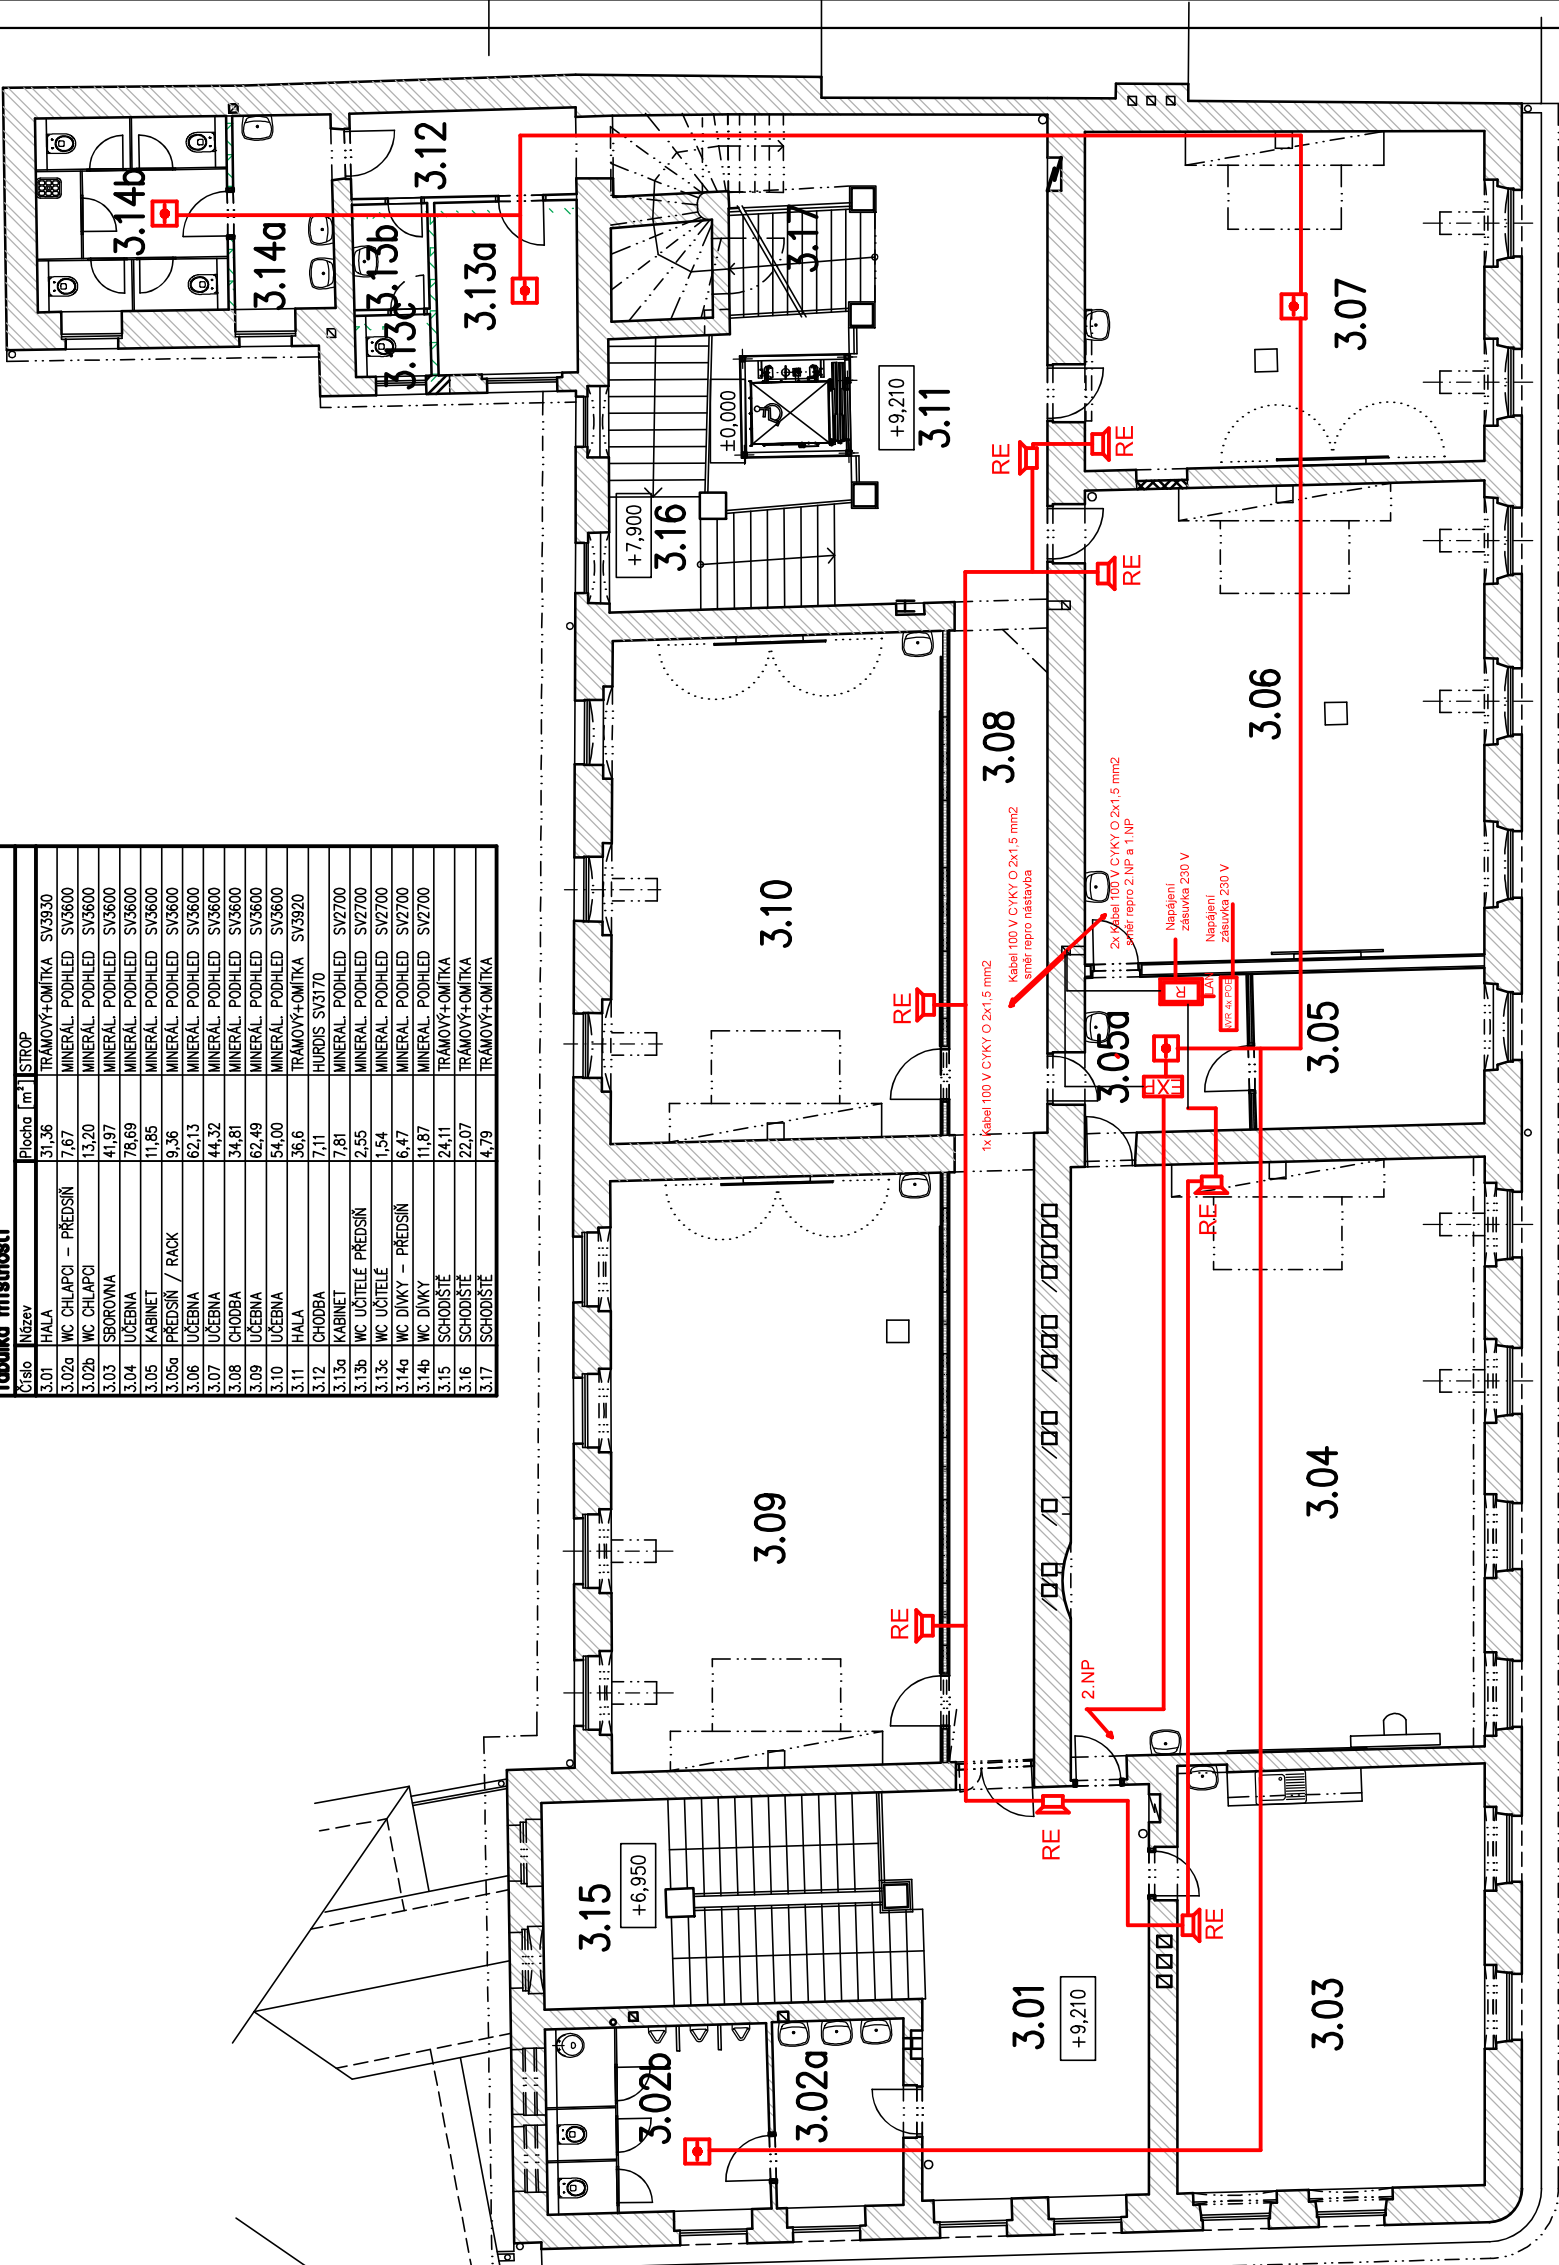 Tabulka místností
Číslo Název Plocha [m²] STROP
3.01 HALA 31,36 TRÁMOVÝ+OMÍTKA SV3930
3.02a WC CHLAPCI - PŘEDSÍŇ 7,67 MINERÁL. PODHLED SV3600
3.02b WC CHLAPCI 13,20 MINERÁL. PODHLED SV3600
3.03 SBOROVNA 41,97 MINERÁL. PODHLED SV3600
3.04 UČEBNA 78,69 MINERÁL. PODHLED SV3600
3.05 KABINET 11,85 MINERÁL. PODHLED SV3600
3.05a PŘEDSÍŇ / RACK 9,36 MINERÁL. PODHLED SV3600
3.06 UČEBNA 62,13 MINERÁL. PODHLED SV3600
3.07 UČEBNA 44,32 MINERÁL. PODHLED SV3600
3.08 CHODBA 34,81 MINERÁL. PODHLED SV3600
3.09 UČEBNA 62,49 MINERÁL. PODHLED SV3600
3.10 UČEBNA 54,00 MINERÁL. PODHLED SV3600
3.11 HALA 36,6 TRÁMOVÝ+OMÍTKA SV3920
3.12 CHODBA 7,11 HURDIS SV3170
3.13a KABINET 7,81 MINERÁL. PODHLED SV2700
3.13b WC UČITELÉ PŘEDSÍŇ 2,55 MINERÁL. PODHLED SV2700
3.13c WC UČITELÉ 1,54 MINERÁL. PODHLED SV2700
3.14a WC DÍVKY - PŘEDSÍŇ 6,47 MINERÁL. PODHLED SV2700
3.14b WC DÍVKY 11,87 MINERÁL. PODHLED SV2700
3.15 SCHODIŠTĚ 24,11 TRÁMOVÝ+OMÍTKA
3.16 SCHODIŠTĚ 22,07 TRÁMOVÝ+OMÍTKA
3.17 SCHODIŠTĚ 4,79 TRÁMOVÝ+OMÍTKA
3.14b
3.14a
3.12
3.13b
3.13c
3.13a
3.17
±0,000
+9,210
3.11
+7,900
3.16
3.07
RE
RE
RE
3.06
3.08
3.10
RE
1x Kabel 100 V CYKY O 2x1,5 mm2
Kabel 100 V CYKY O 2x1,5 mm2
směr repro nástavba
2x Kabel 100 V CYKY O 2x1,5 mm2
směr repro 2.NP a 1.NP
Napájení
zásuvka 230 V
Napájení
zásuvka 230 V
R
LAN
3.05a
EXE
3.05
RE
3.04
3.09
RE
2.NP
RE
3.15
+6,950
RE
3.01
+9,210
3.03
3.02b
3.02a